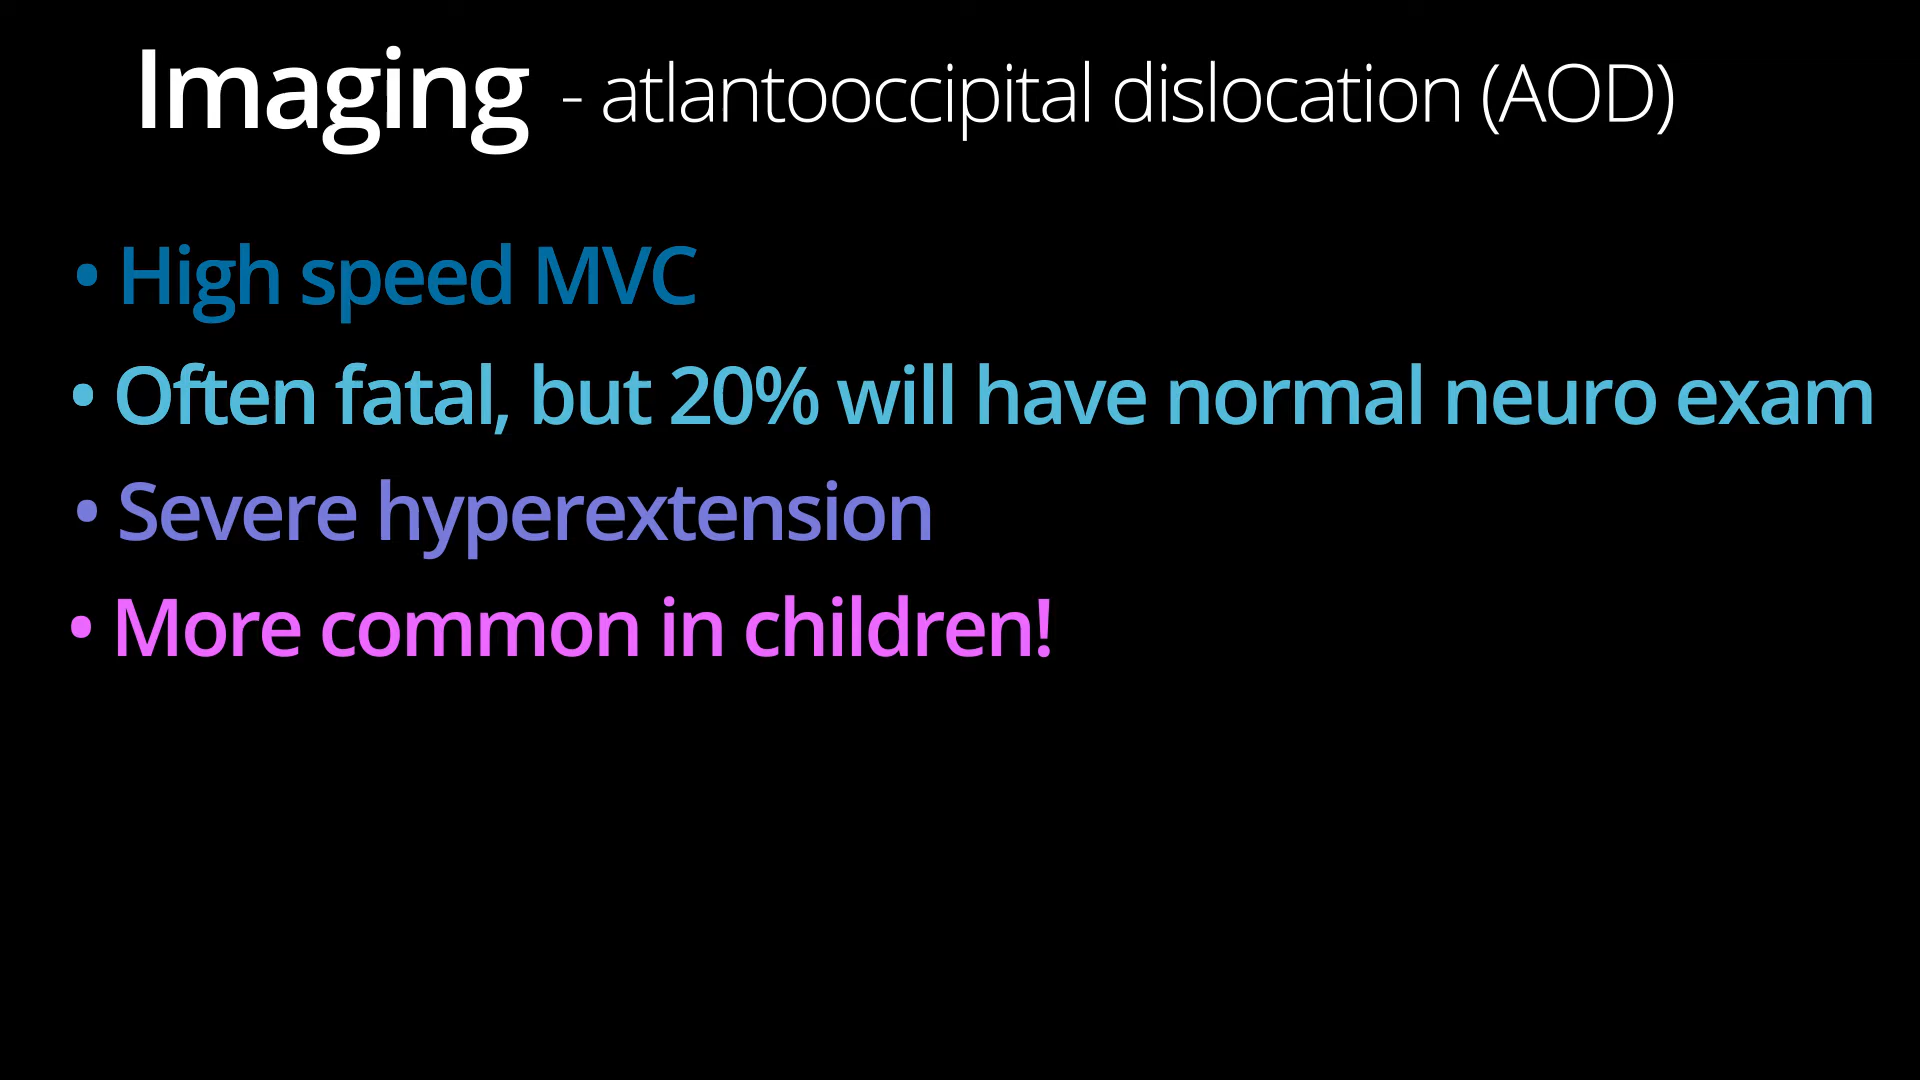 Imaging - atlantooccipital dislocation (AOD)
• High speed MVC
• Often fatal, but 20% will have normal neuro exam
• Severe hyperextension
• More common in children!